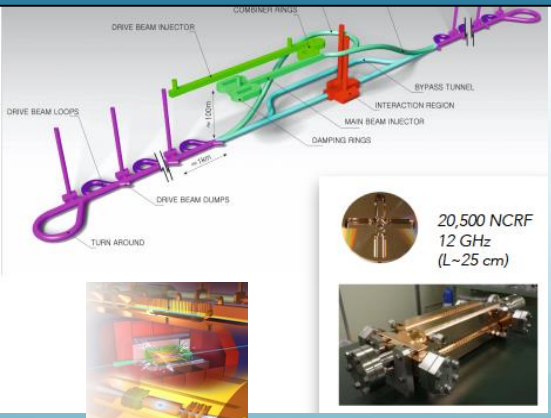 COMBINER RINGS
DRIVE BEAM INJECTOR
BYPASS TUNNEL
INTERACTION REGION
DRIVE BEAM LOOPS
~100m
MAIN BEAM INJECTOR
DAMPING RINGS
~1km
DRIVE BEAM DUMPS
TURN AROUND
20,500 NCRF
12 GHz
(L~25 cm)